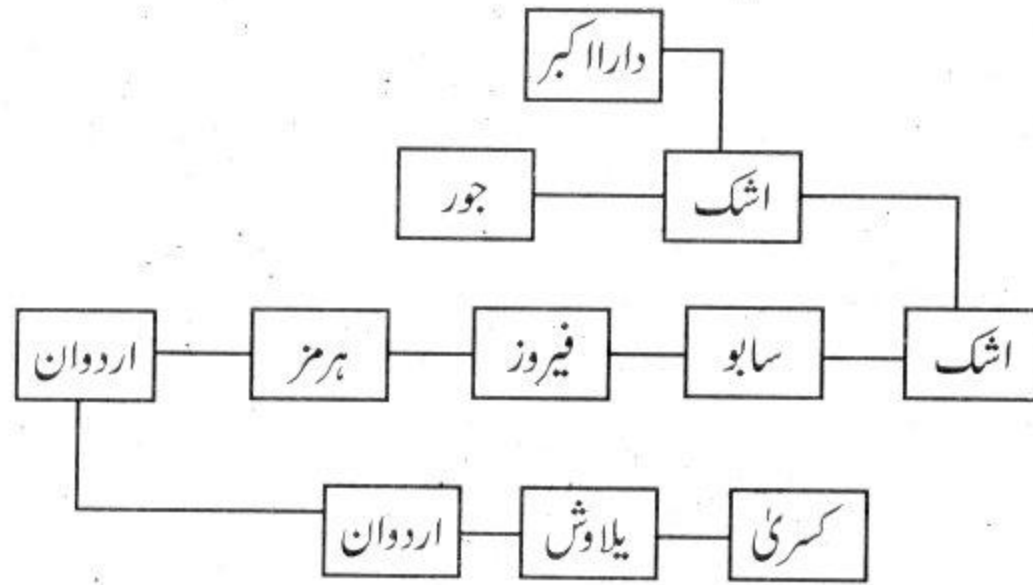 دارا اکبر
اشک
جور
اشک
سابو
فیروز
ہرمز
اردوان
کسریٰ
یلاوش
اردوان